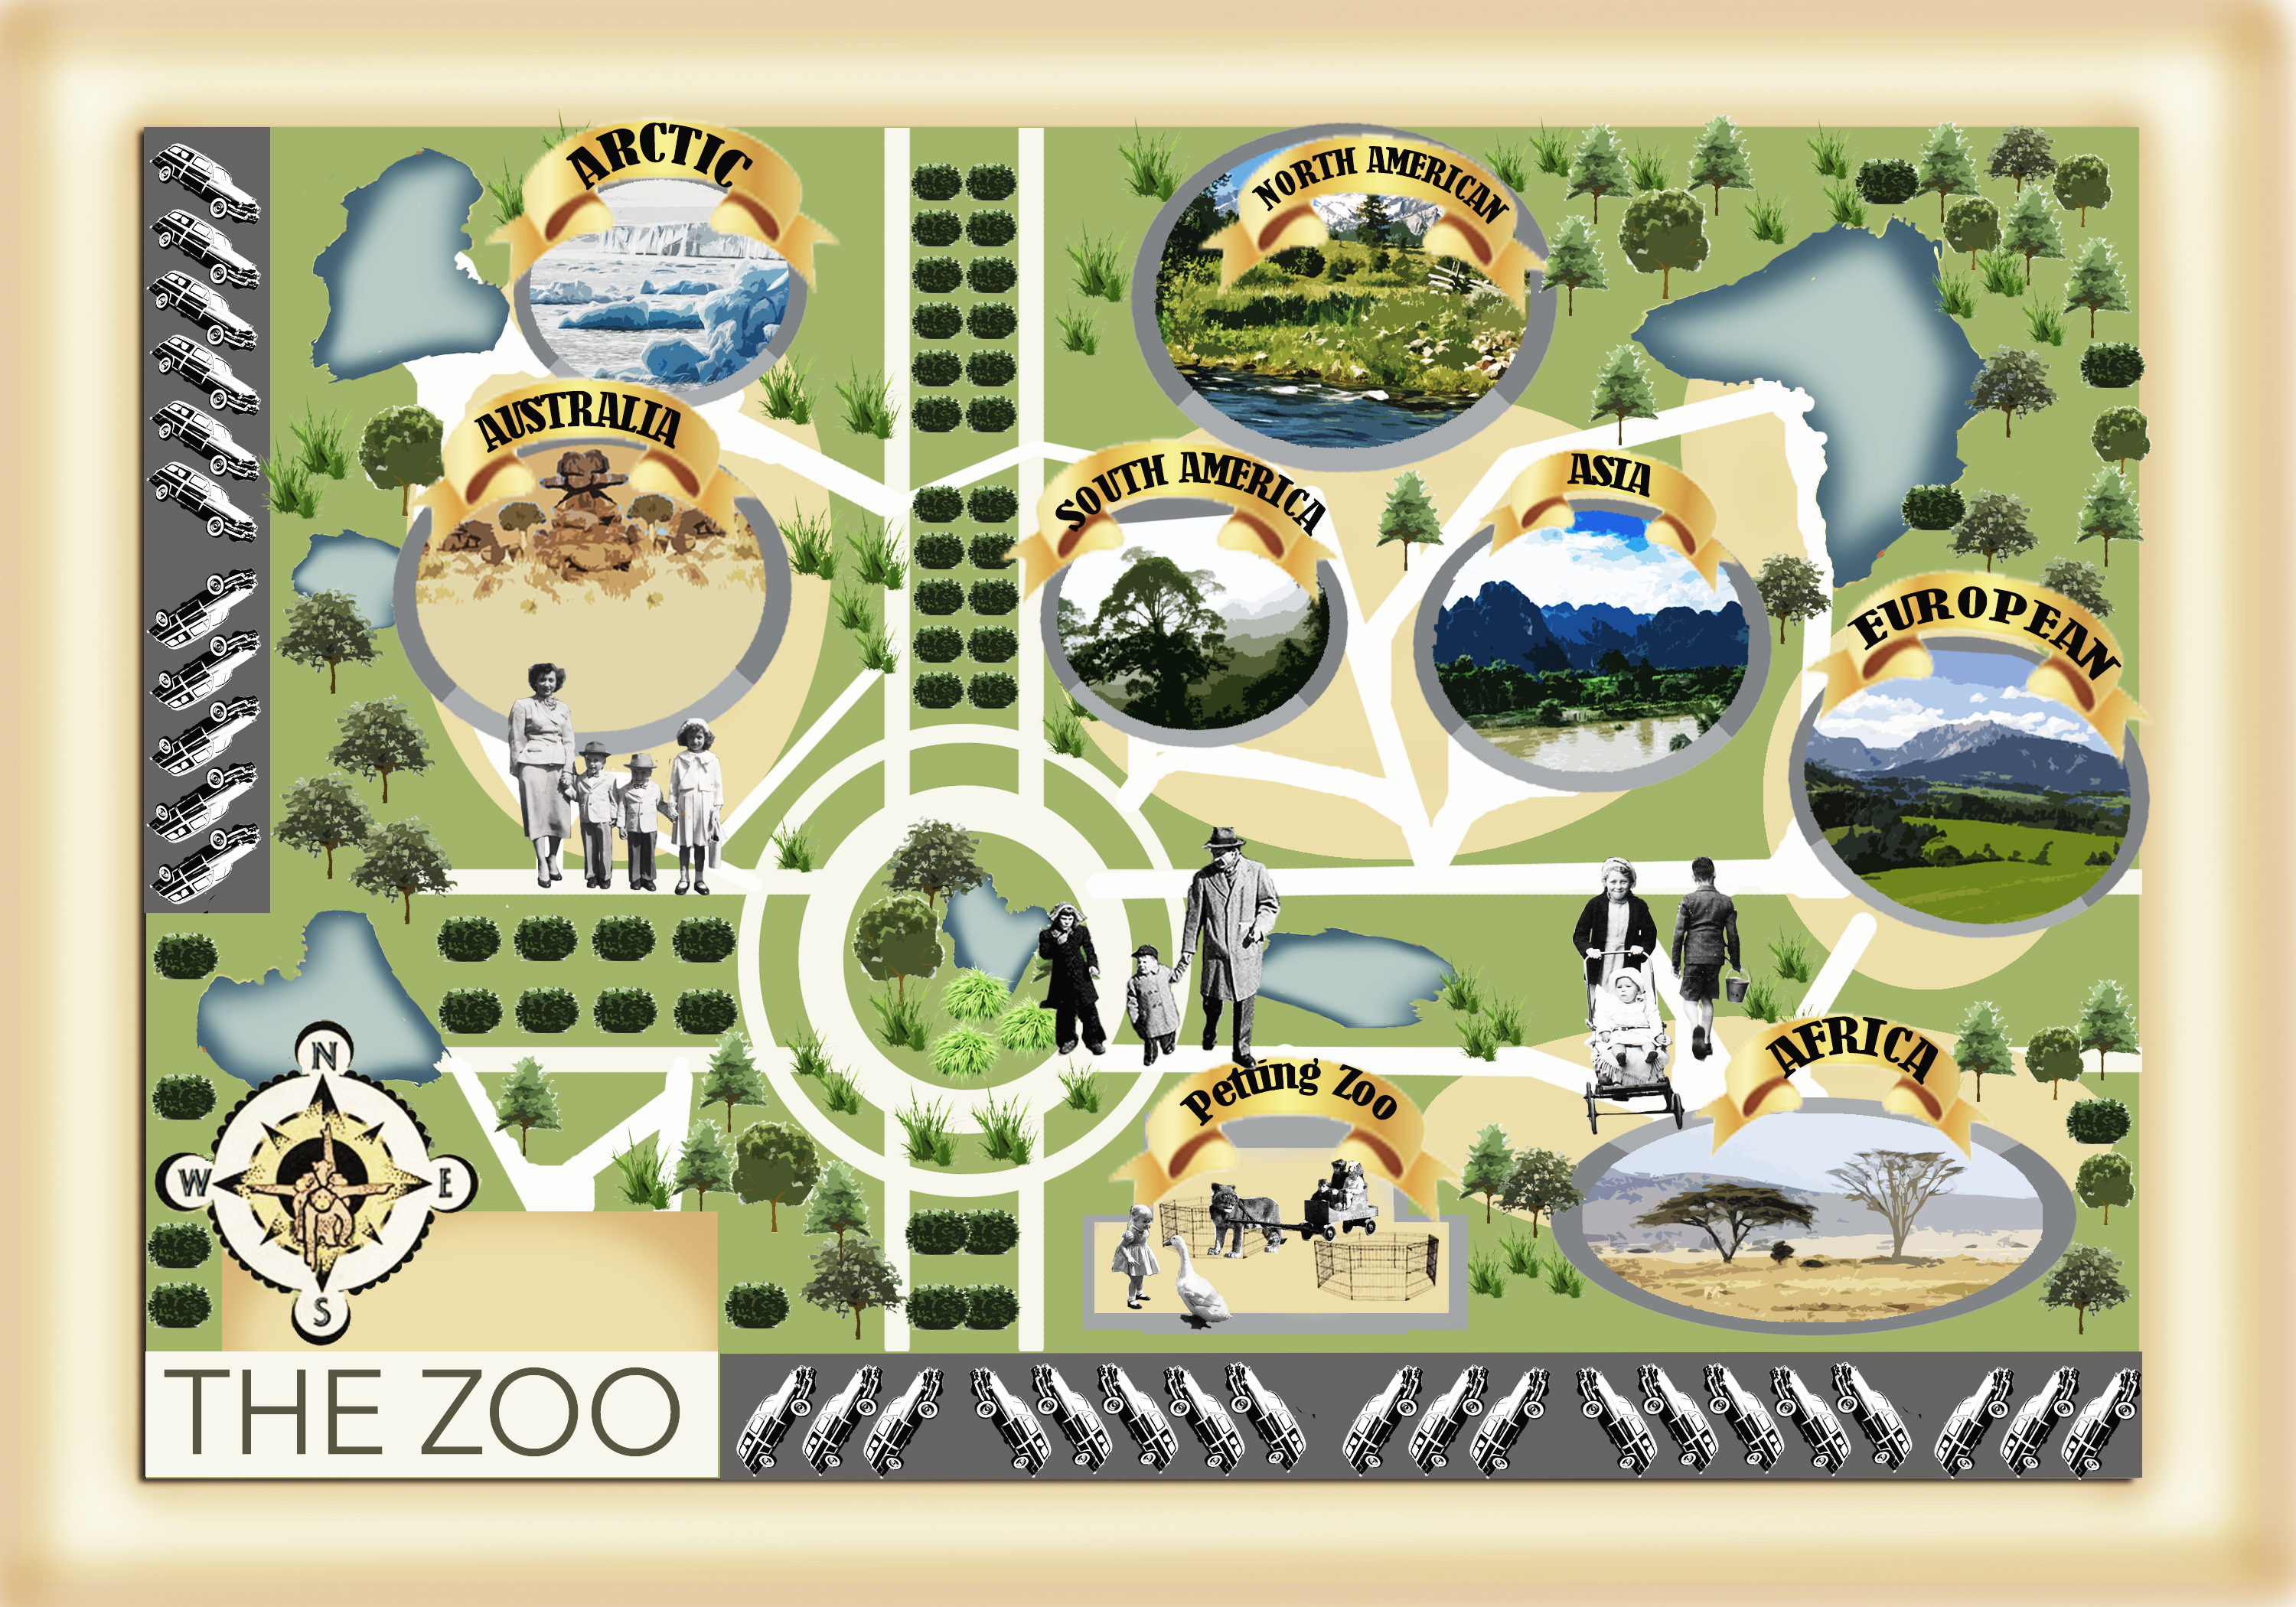 ARCTIC
NORTH AMERICAN
AUSTRALIA
SOUTH AMERICA
ASIA
EUROPEAN
AFRICA
Petting Zoo
N
W
E
S
THE ZOO